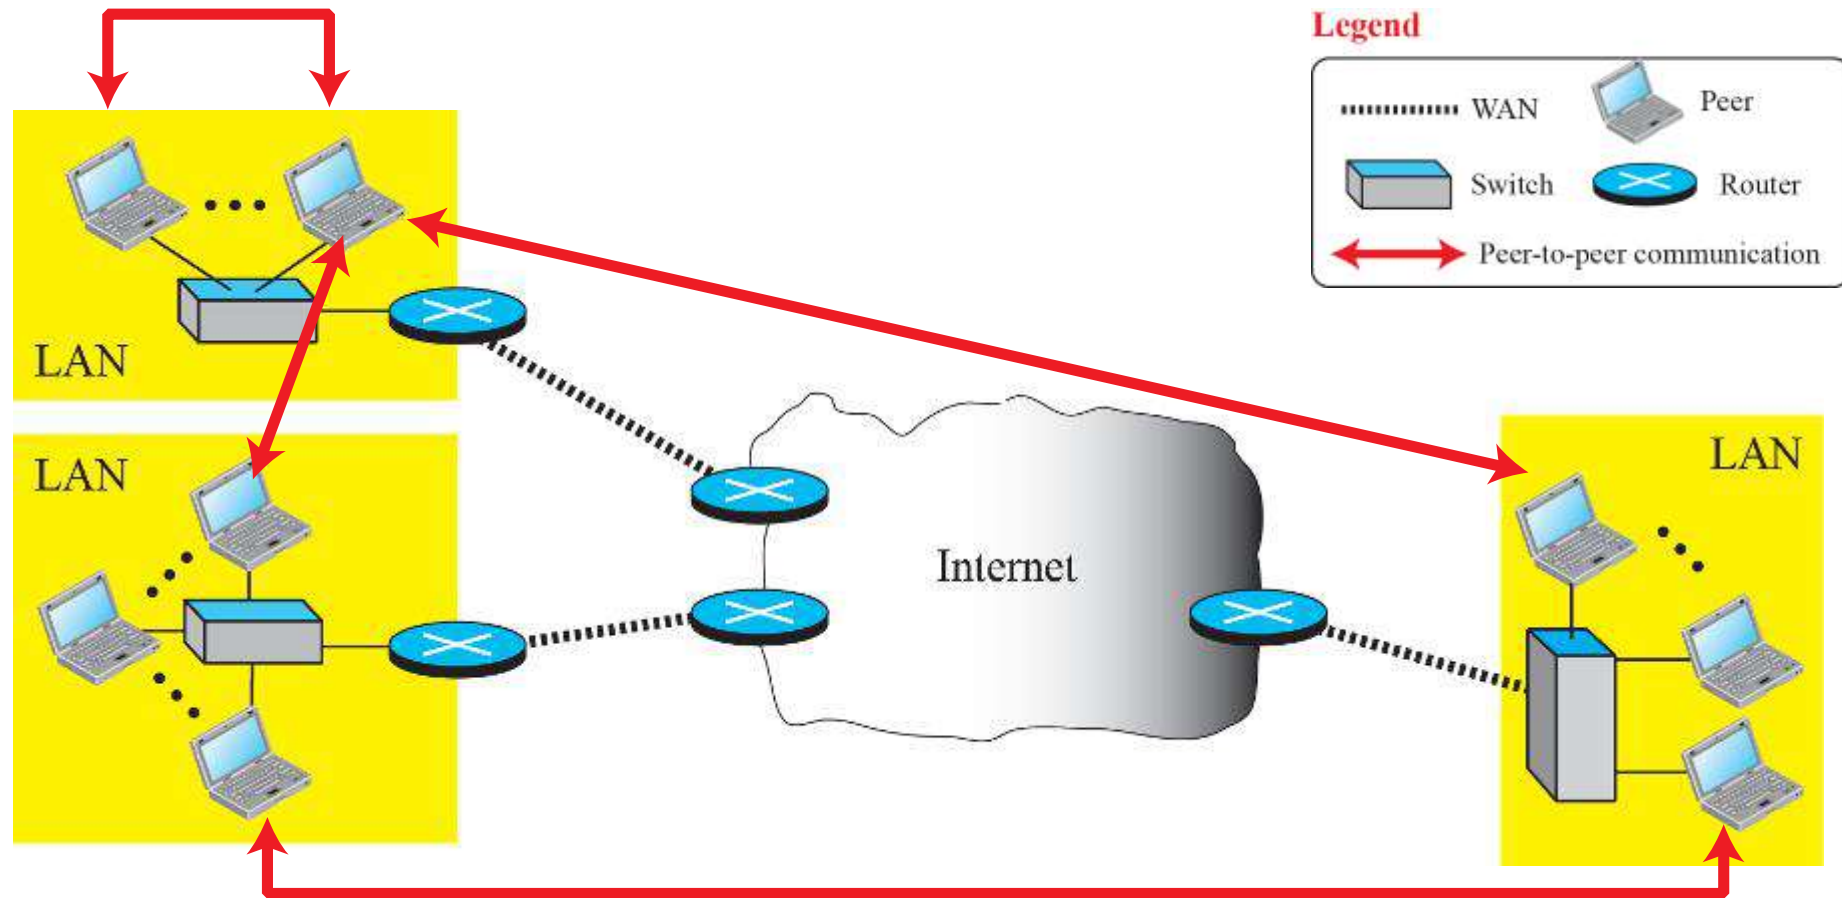 Legend
WAN
Peer
Switch
Router
Peer-to-peer communication
LAN
LAN
LAN
Internet